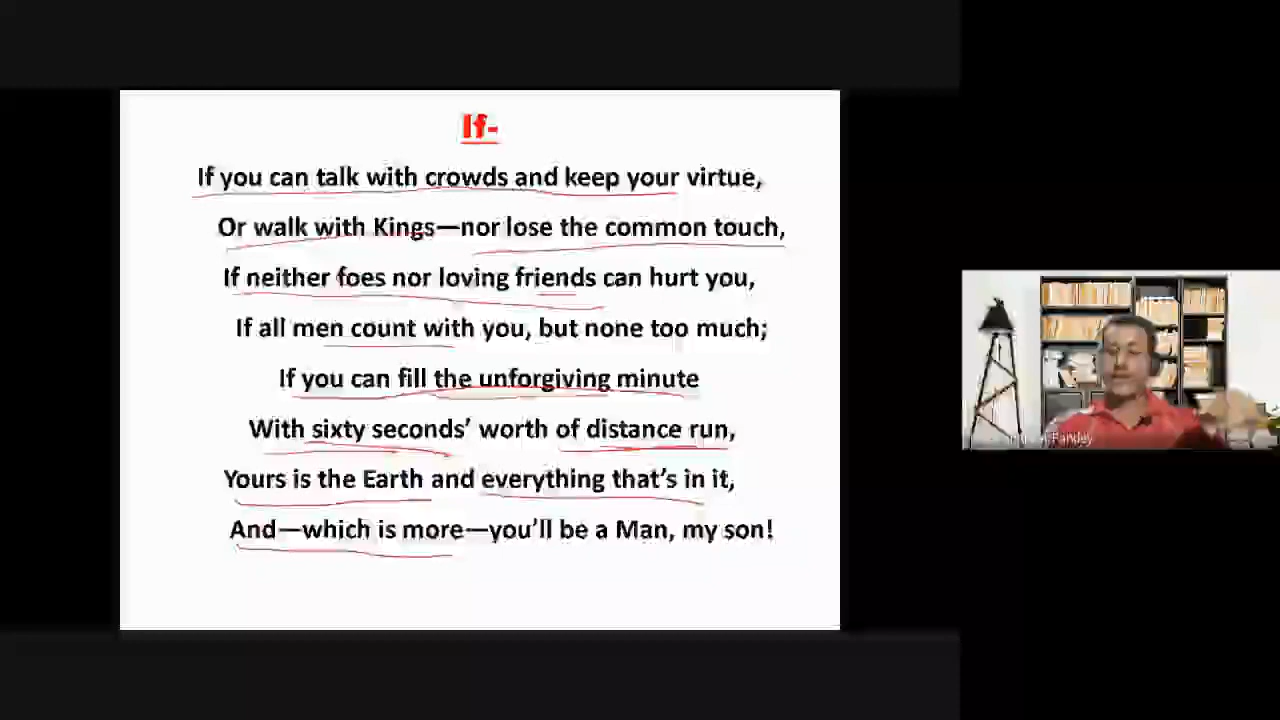 If-
If you can talk with crowds and keep your virtue,
Or walk with Kings—nor lose the common touch,
If neither foes nor loving friends can hurt you,
If all men count with you, but none too much;
If you can fill the unforgiving minute
With sixty seconds’ worth of distance run,
Yours is the Earth and everything that’s in it,
And—which is more—you’ll be a Man, my son!
Pandey